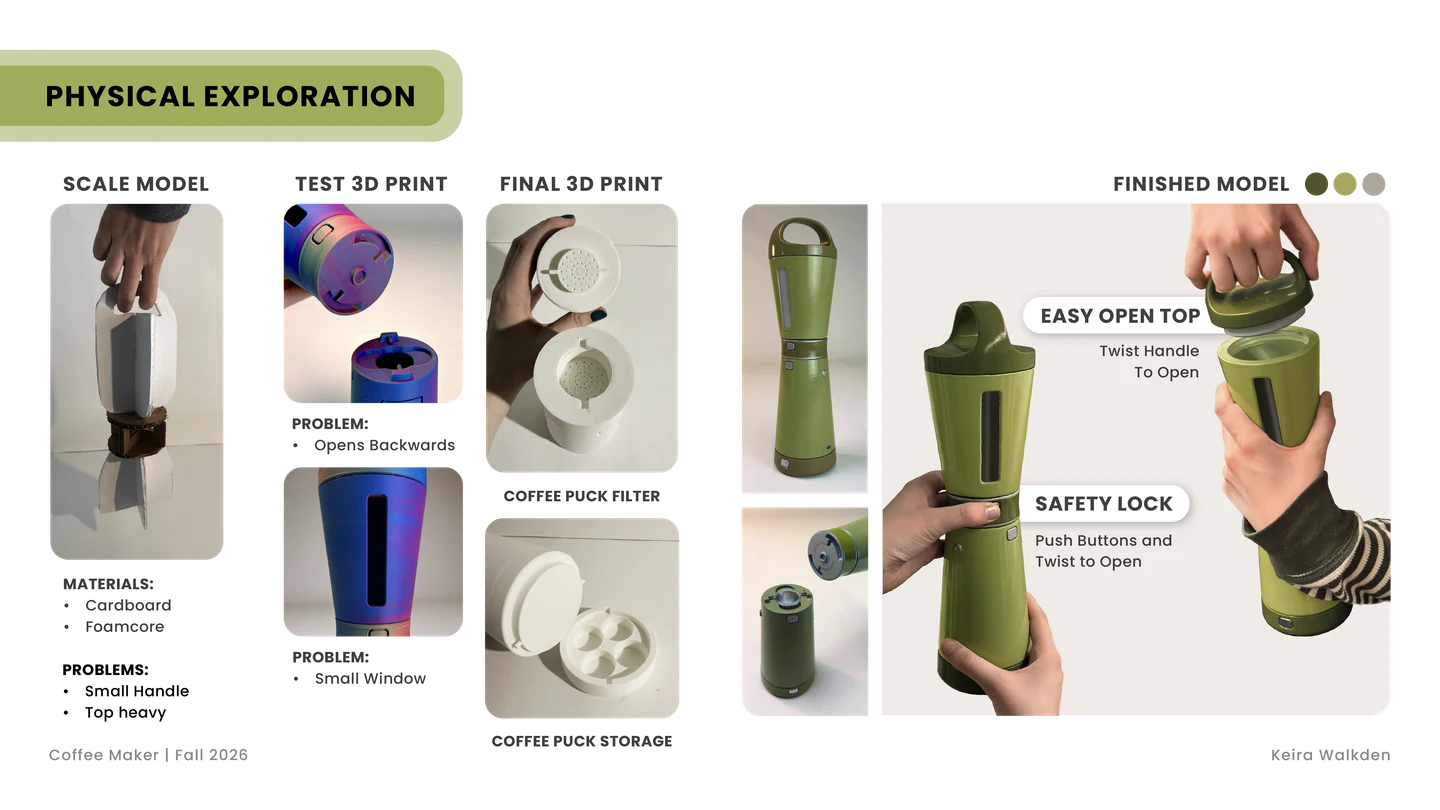 PHYSICAL EXPLORATION
SCALE MODEL
MATERIALS:
• Cardboard
• Foamcore
PROBLEMS:
• Small Handle
• Top heavy
TEST 3D PRINT
PROBLEM:
• Opens Backwards
PROBLEM:
• Small Window
FINAL 3D PRINT
COFFEE PUCK FILTER
COFFEE PUCK STORAGE
FINISHED MODEL
EASY OPEN TOP
Twist Handle
To Open
SAFETY LOCK
Push Buttons and
Twist to Open
Coffee Maker | Fall 2026
Keira Walkden